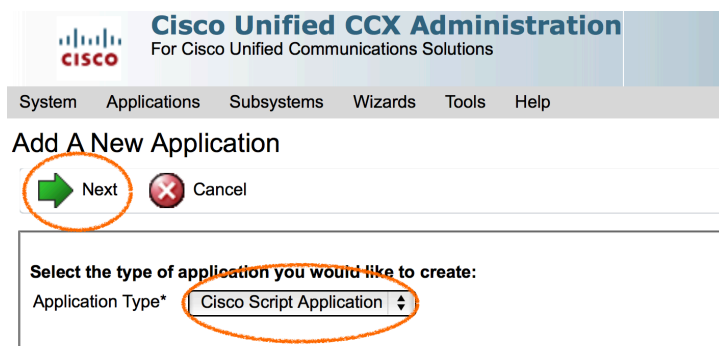 Cisco Unified CCX Administration
For Cisco Unified Communications Solutions
CISCO
System Applications Subsystems Wizards Tools Help
Add A New Application
Next Cancel
Select the type of application you would like to create:
Application Type* Cisco Script Application